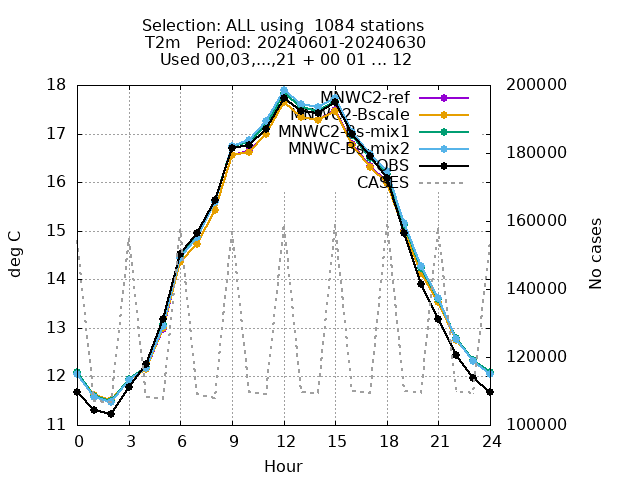 Selection: ALL using  1084 stations
T2m   Period: 20240601-20240630
Used 00,03,...,21 + 00 01 ... 12
18 200000
MNWC2-ref
MNWC2-Bscale
17 MNWC2-Bs-mix1
MNWC-Bs-mix2 180000
OBS
16 CASES
15 160000
deg C
No cases
14 140000
13
12 120000
11 100000
0 3 6 9 12 15 18 21 24
Hour